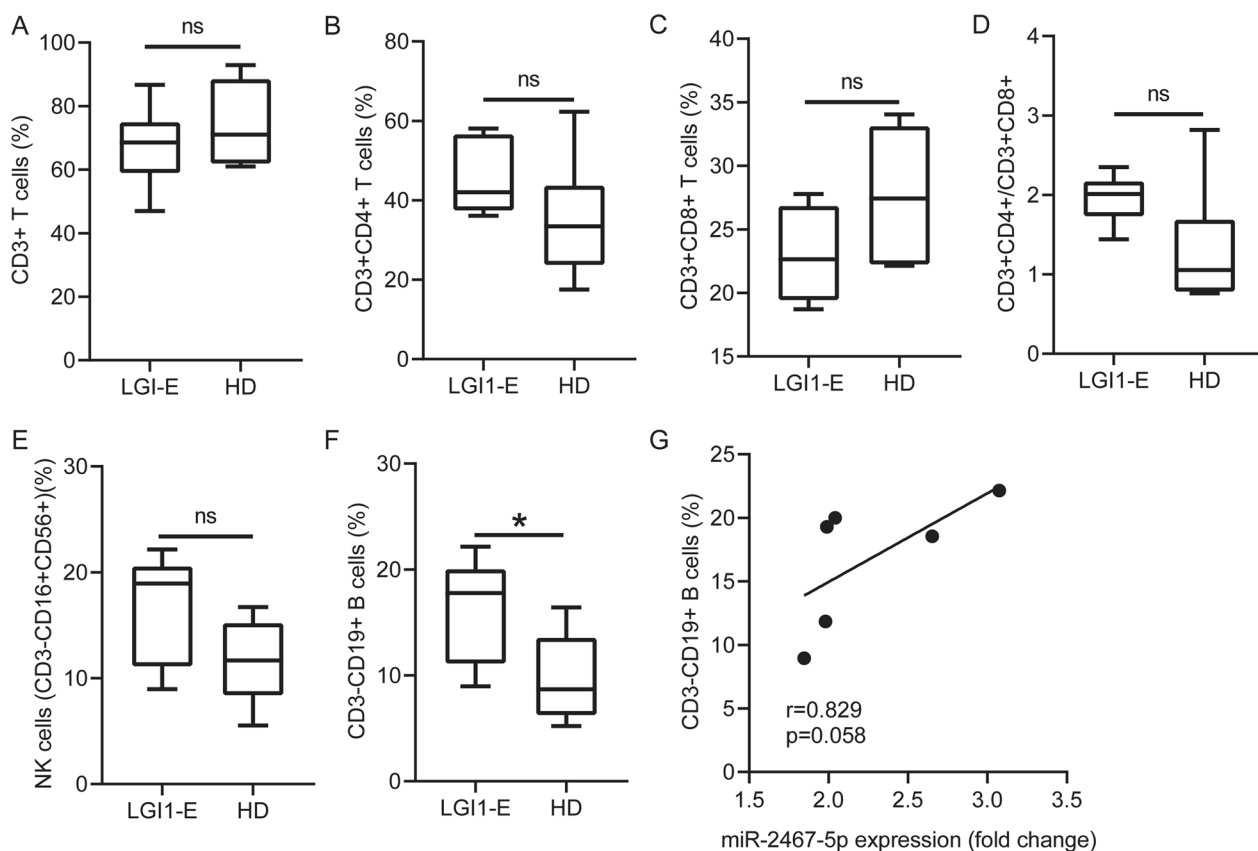 A
ns
100
80
60
40
20
0
CD3+ T cells (%)
LGI-E HD
B
ns
80
60
40
20
0
CD3+CD4+ T cells (%)
LGI1-E HD
C
ns
40
35
30
25
20
15
CD3+CD8+ T cells (%)
LGI1-E HD
D
ns
4
3
2
1
0
CD3+CD4+/CD3+CD8+
LGI1-E HD
E
ns
30
20
10
0
NK cells (CD3-CD16+CD56+)(%)
LGI1-E HD
F
*
30
20
10
0
CD3-CD19+ B cells (%)
LGI1-E HD
G
25
20
15
10
5
0
CD3-CD19+ B cells (%)
r=0.829
p=0.058
1.5 2.0 2.5 3.0 3.5
miR-2467-5p expression (fold change)